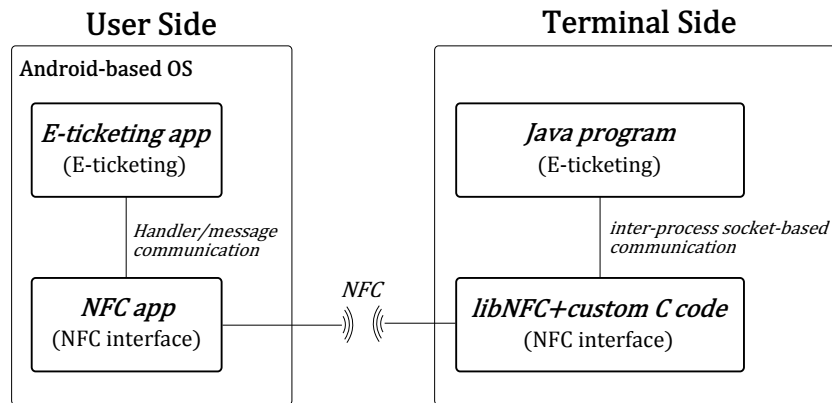 User Side
Android-based OS
E-ticketing app
(E-ticketing)
Handler/message
communication
NFC app
(NFC interface)
NFC
Terminal Side
Java program
(E-ticketing)
inter-process socket-based
communication
libNFC+custom C code
(NFC interface)